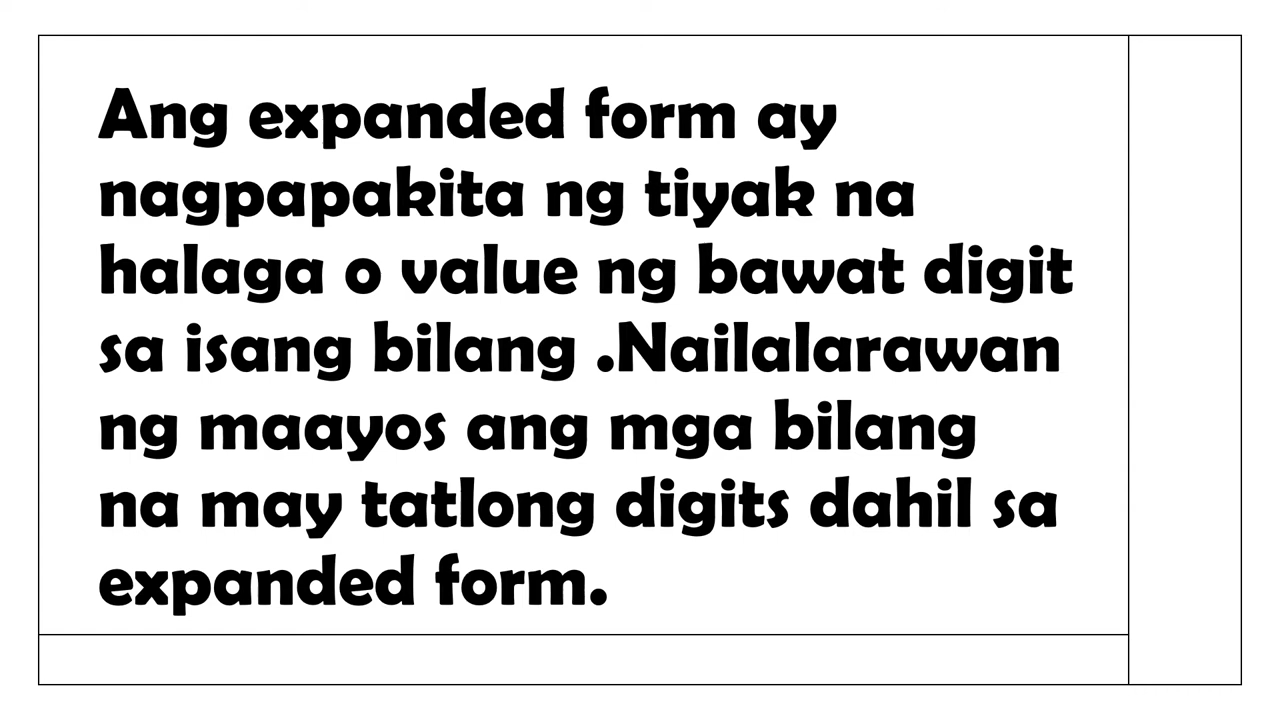 Ang expanded form ay
nagpapakita ng tiyak na
halaga o value ng bawat digit
sa isang bilang .Nailalarawan
ng maayos ang mga bilang
na may tatlong digits dahil sa
expanded form.